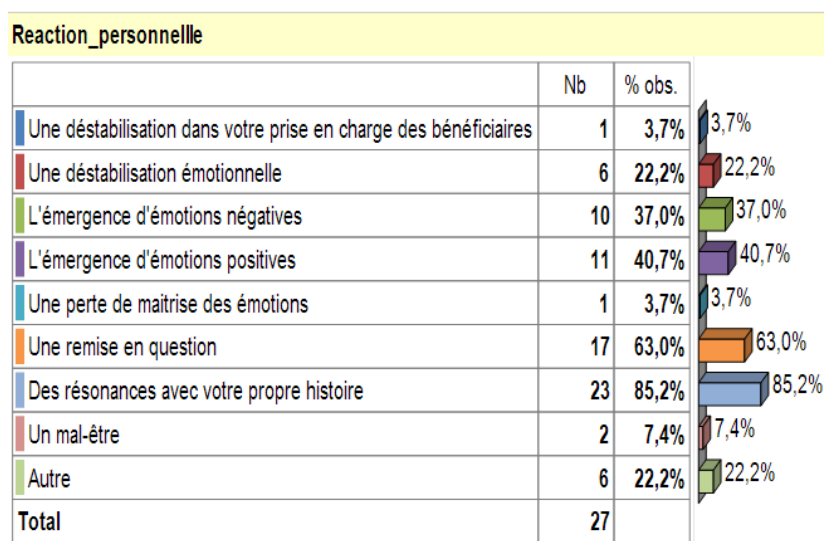 Reaction_personnellle
Nb % obs.
Une déstabilisation dans votre prise en charge des bénéficiaires 1 3,7% 3,7%
Une déstabilisation émotionnelle 6 22,2% 22,2%
L'émergence d'émotions négatives 10 37,0% 37,0%
L'émergence d'émotions positives 11 40,7% 40,7%
Une perte de maitrise des émotions 1 3,7% 3,7%
Une remise en question 17 63,0% 63,0%
Des résonances avec votre propre histoire 23 85,2% 85,2%
Un mal-être 2 7,4% 7,4%
Autre 6 22,2% 22,2%
Total 27